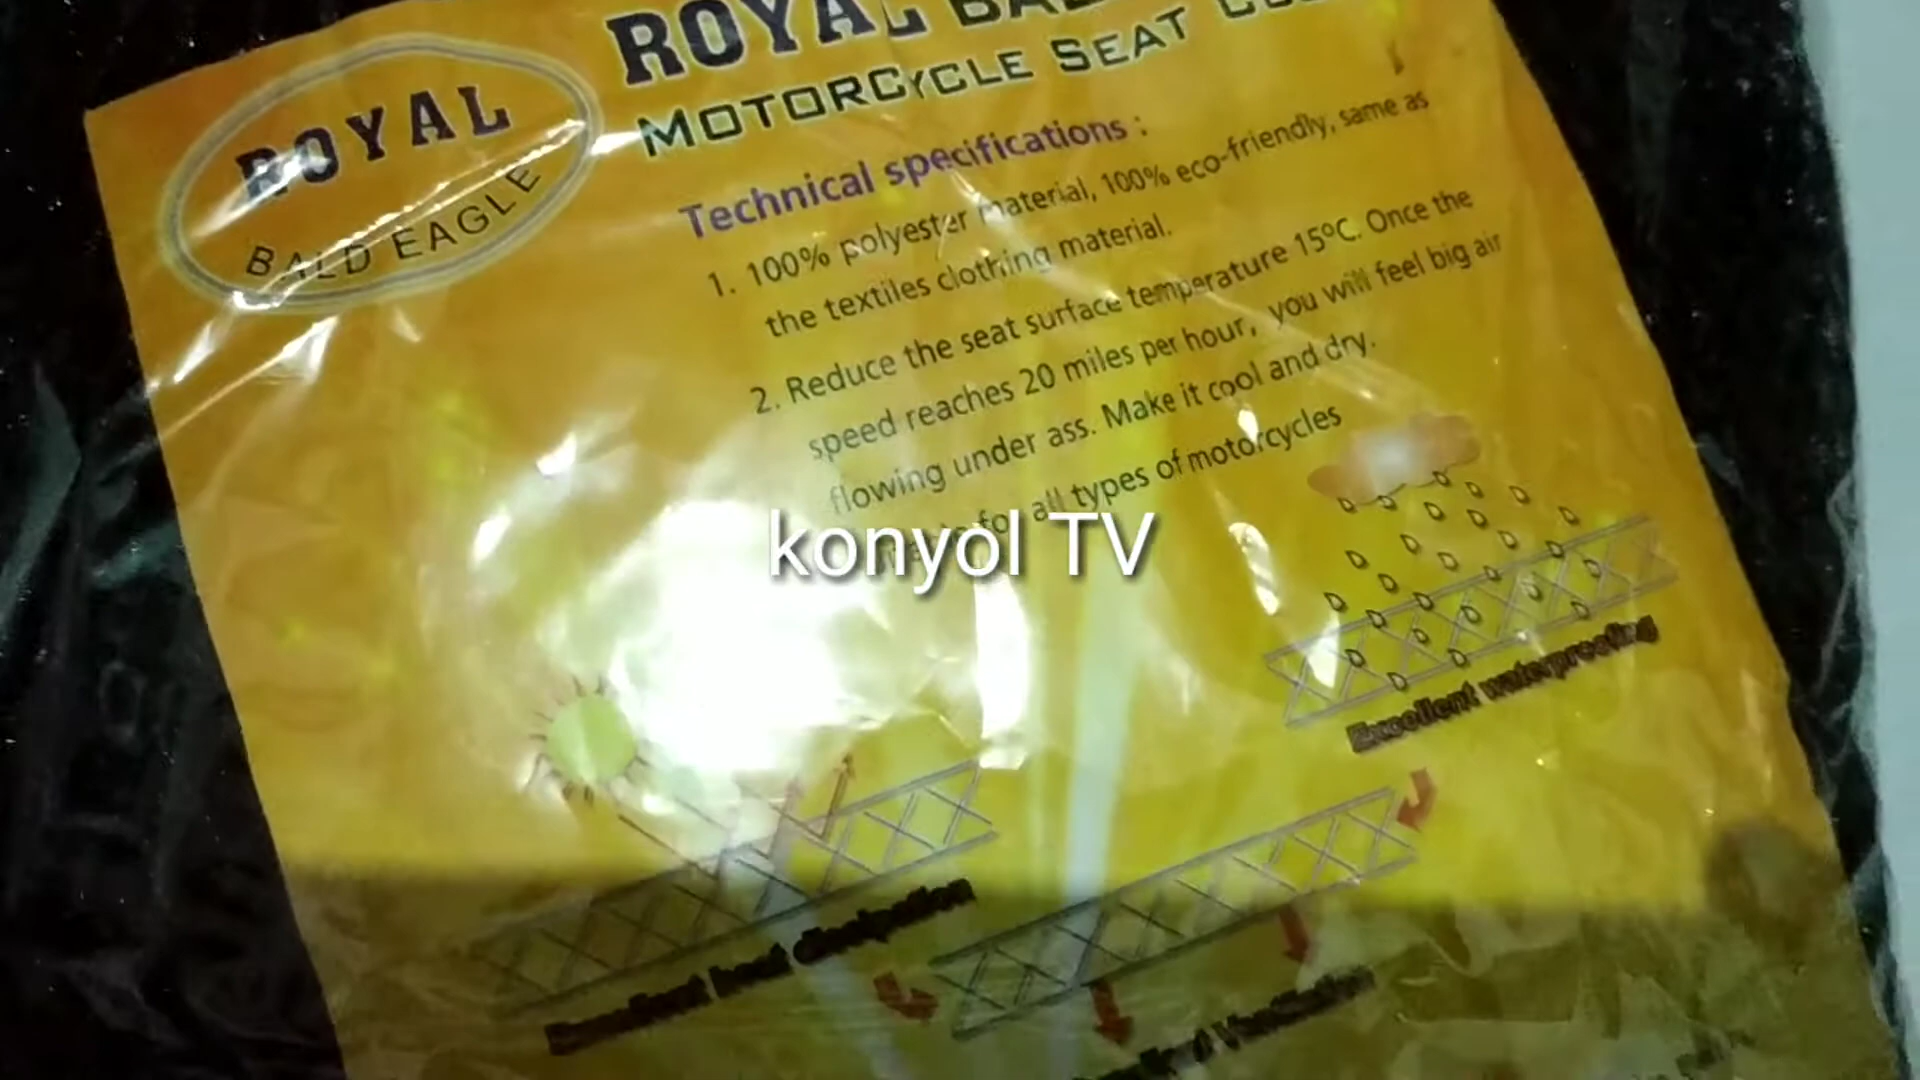 ROYAL
BALD EAGLE
ROYAL
MOTORCYCLE SEAT
Technical specifications :
1. 100% polyester material, 100% eco-friendly, same as
the textiles clothing material.
2. Reduce the seat surface temperature 15ºC. Once the
speed reaches 20 miles per hour, you will feel big air
flowing under ass. Make it cool and dry.
for all types of motorcycles
konyol TV
Excellent waterproofing
Excellent heat dissipation
Ventilation